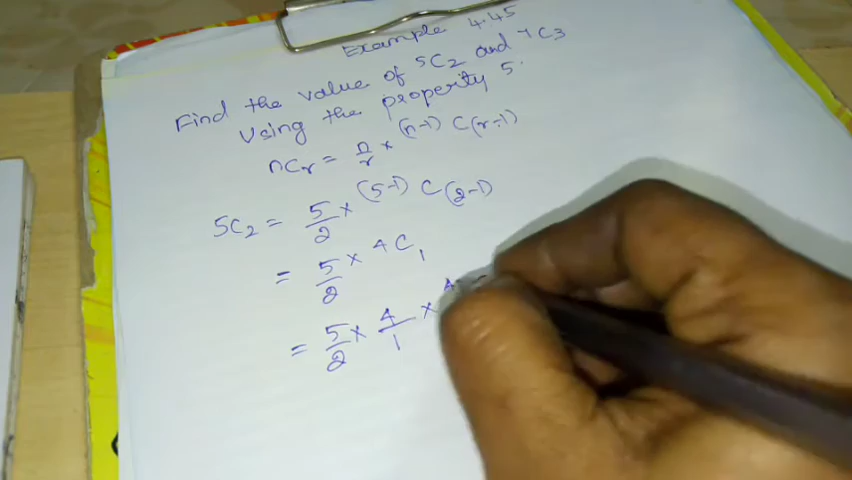 Example 4.45
Find the value of ⁵C₂ and ⁷C₃
Using the property 5.
nCᵣ = n/r × ⁽ⁿ⁻¹⁾C₍ᵣ₋₁₎
5C₂ = 5/2 × ⁽⁵⁻¹⁾C₍₂₋₁₎
= 5/2 × ⁴C₁
= 5/2 × 4/1 × ⁴